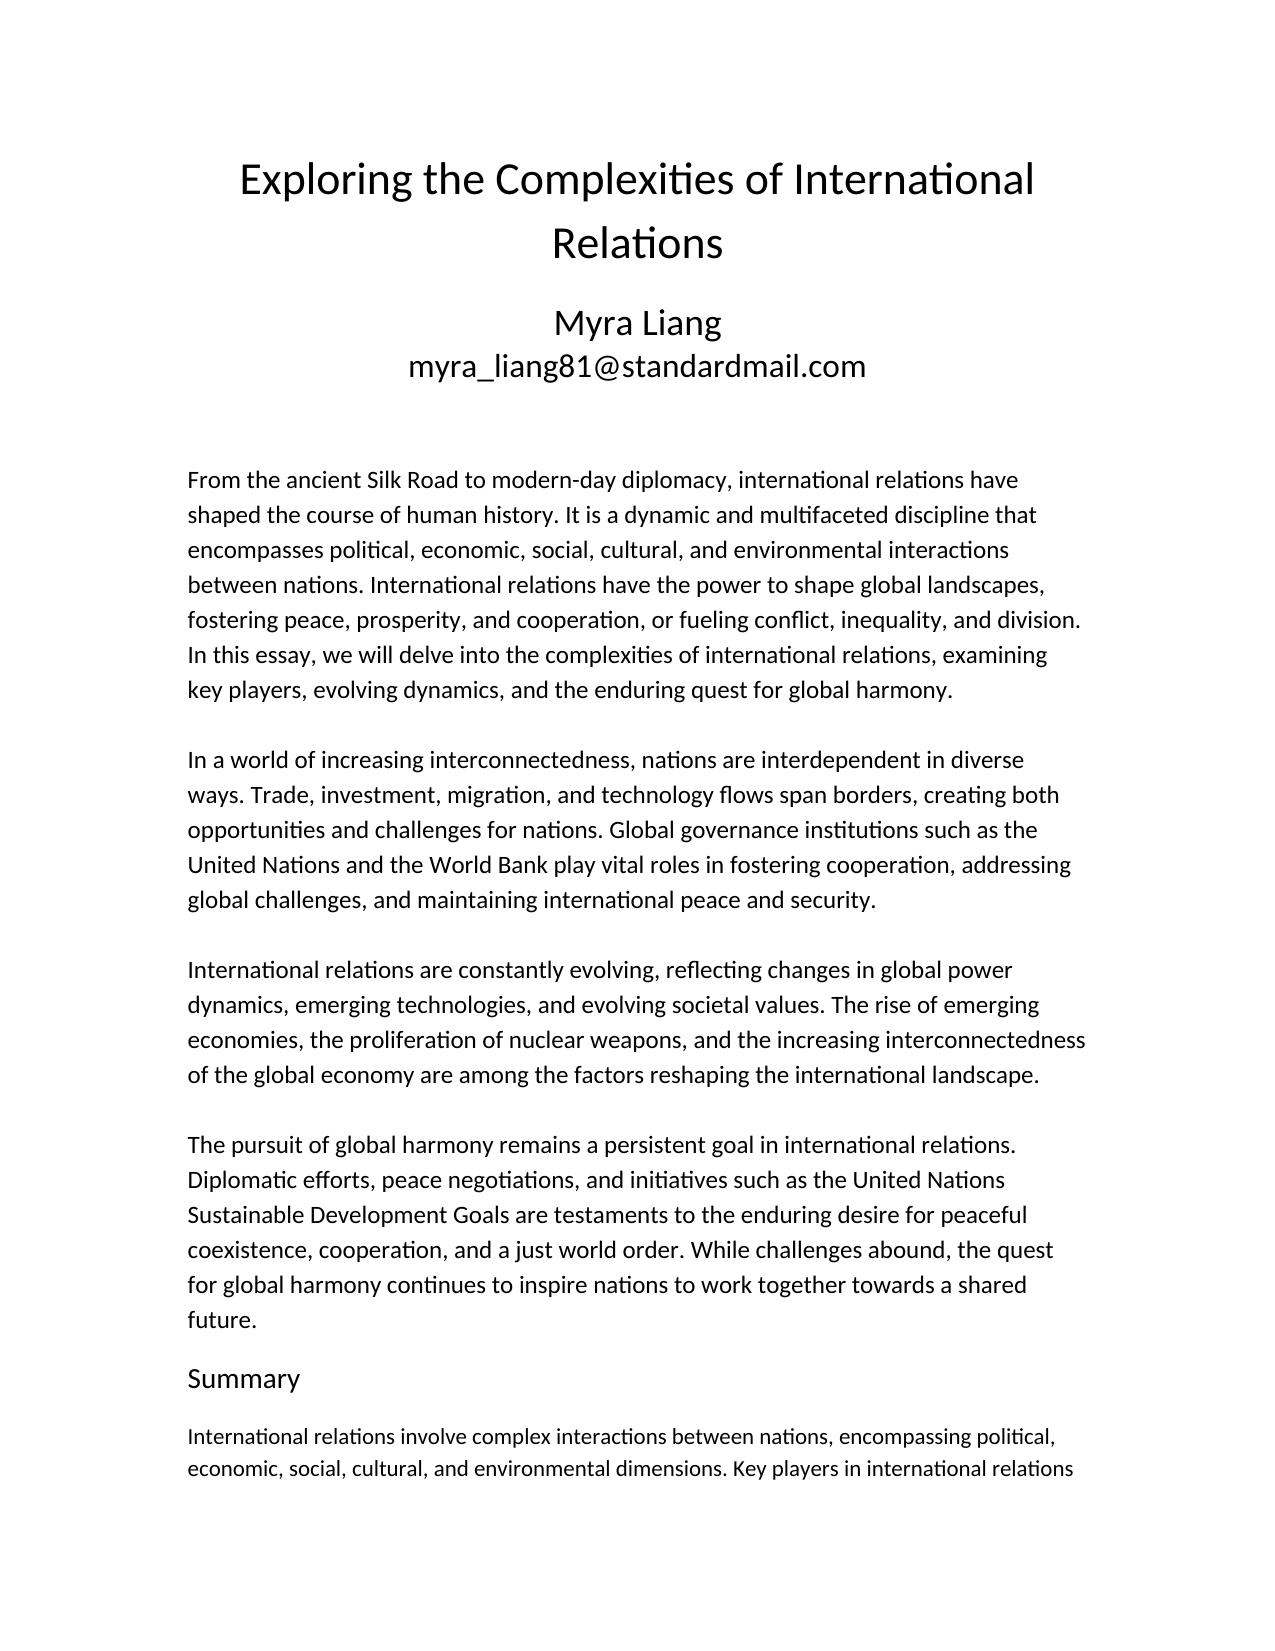 Exploring the Complexities of International
Relations
Myra Liang
myra_liang81@standardmail.com
From the ancient Silk Road to modern-day diplomacy, international relations have
shaped the course of human history. It is a dynamic and multifaceted discipline that
encompasses political, economic, social, cultural, and environmental interactions
between nations. International relations have the power to shape global landscapes,
fostering peace, prosperity, and cooperation, or fueling conflict, inequality, and division.
In this essay, we will delve into the complexities of international relations, examining
key players, evolving dynamics, and the enduring quest for global harmony.
In a world of increasing interconnectedness, nations are interdependent in diverse
ways. Trade, investment, migration, and technology flows span borders, creating both
opportunities and challenges for nations. Global governance institutions such as the
United Nations and the World Bank play vital roles in fostering cooperation, addressing
global challenges, and maintaining international peace and security.
International relations are constantly evolving, reflecting changes in global power
dynamics, emerging technologies, and evolving societal values. The rise of emerging
economies, the proliferation of nuclear weapons, and the increasing interconnectedness
of the global economy are among the factors reshaping the international landscape.
The pursuit of global harmony remains a persistent goal in international relations.
Diplomatic efforts, peace negotiations, and initiatives such as the United Nations
Sustainable Development Goals are testaments to the enduring desire for peaceful
coexistence, cooperation, and a just world order. While challenges abound, the quest
for global harmony continues to inspire nations to work together towards a shared
future.
Summary
International relations involve complex interactions between nations, encompassing political,
economic, social, cultural, and environmental dimensions. Key players in international relations